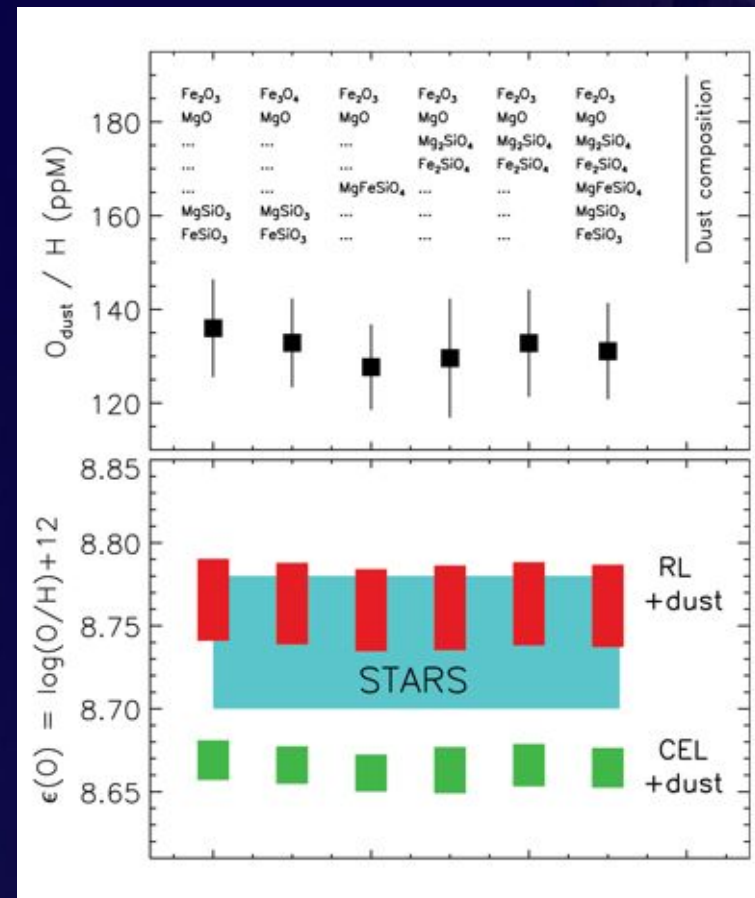 Fe₂O₃ Fe₃O₄ Fe₂O₃ Fe₂O₃ Fe₂O₃ Fe₂O₃
MgO MgO MgO MgO MgO MgO
... ... ... Mg₂SiO₄ Mg₂SiO₄ Mg₂SiO₄
... ... ... Fe₂SiO₄ Fe₂SiO₄ Fe₂SiO₄
... ... MgFeSiO₄ ... ... MgFeSiO₄
MgSiO₃ MgSiO₃ ... ... ... MgSiO₃
FeSiO₃ FeSiO₃ ... ... ... FeSiO₃
Dust composition
O_dust / H (ppM)
180
160
140
120
ϵ(O) = log(O/H)+12
8.85
8.80
8.75
8.70
8.65
RL
+dust
STARS
CEL
+dust